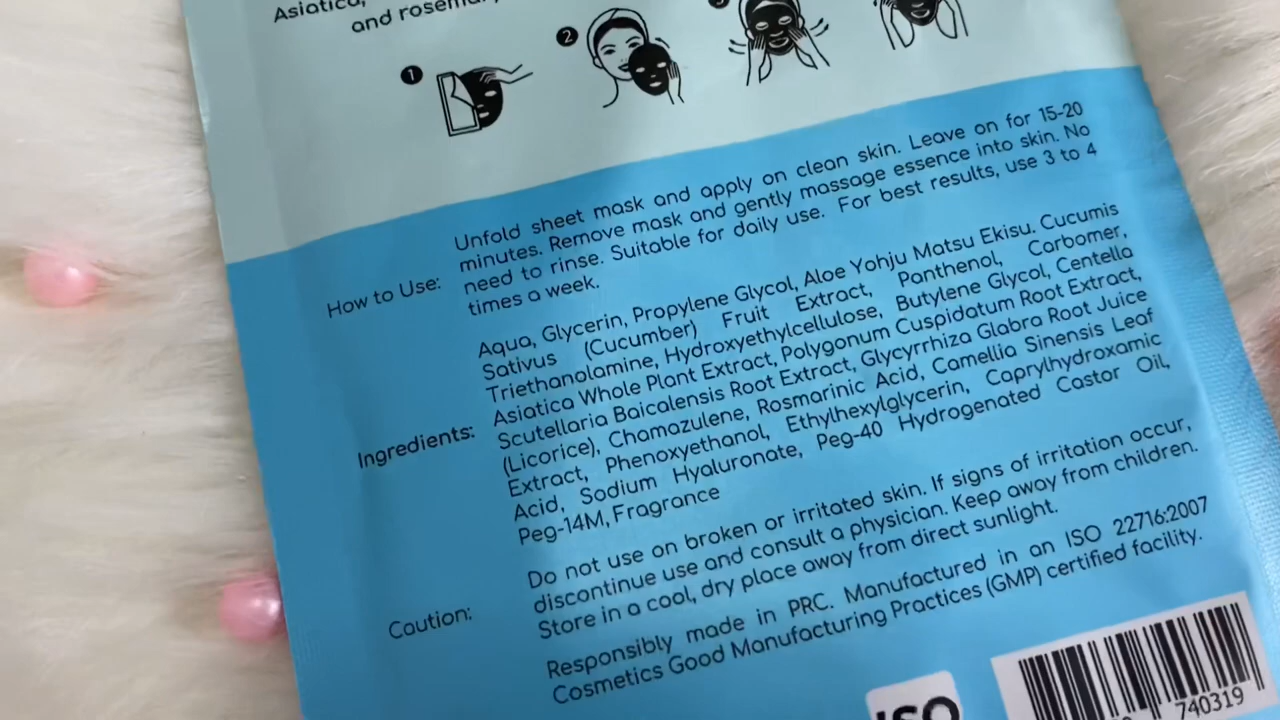 Asiatica,
and rosemary
1
2
How to Use:
Unfold sheet mask and apply on clean skin. Leave on for 15-20
minutes. Remove mask and gently massage essence into skin. No
need to rinse. Suitable for daily use. For best results, use 3 to 4
times a week.
Ingredients:
Aqua, Glycerin, Propylene Glycol, Aloe Yohju Matsu Ekisu, Cucumis
Sativus (Cucumber) Fruit Extract, Panthenol, Carbomer,
Triethanolamine, Hydroxyethylcellulose, Butylene Glycol, Centella
Asiatica Whole Plant Extract, Polygonum Cuspidatum Root Extract,
Scutellaria Baicalensis Root Extract, Glycyrrhiza Glabra Root Juice
(Licorice), Chamazulene, Rosmarinic Acid, Camellia Sinensis Leaf
Extract, Phenoxyethanol, Ethylhexylglycerin, Caprylhydroxamic
Acid, Sodium Hyaluronate, Peg-40 Hydrogenated Castor Oil,
Peg-14M, Fragrance
Caution:
Do not use on broken or irritated skin. If signs of irritation occur,
discontinue use and consult a physician. Keep away from children.
Store in a cool, dry place away from direct sunlight.
Responsibly made in PRC. Manufactured in an ISO 22716:2007
Cosmetics Good Manufacturing Practices (GMP) certified facility.
ISO
740319